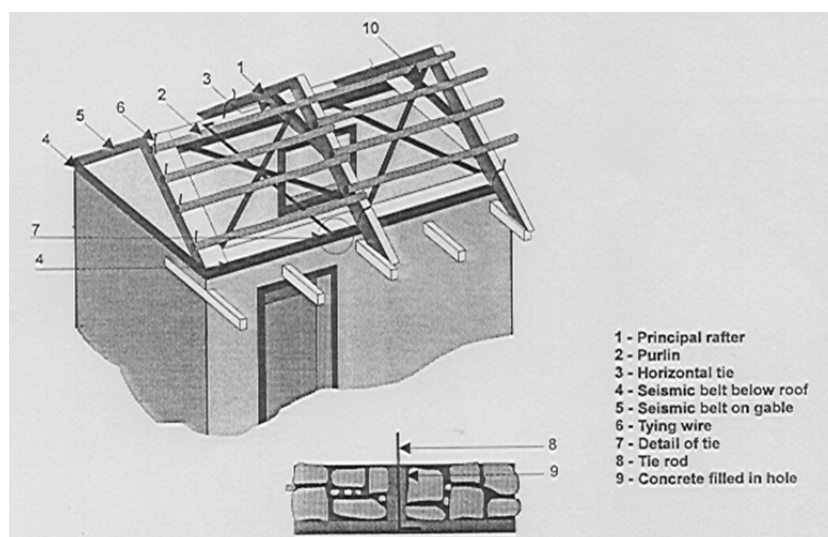 10
1
3
2
6
5
4
7
4
1 - Principal rafter
2 - Purlin
3 - Horizontal tie
4 - Seismic belt below roof
5 - Seismic belt on gable
6 - Tying wire
7 - Detail of tie
8 - Tie rod
9 - Concrete filled in hole
8
9